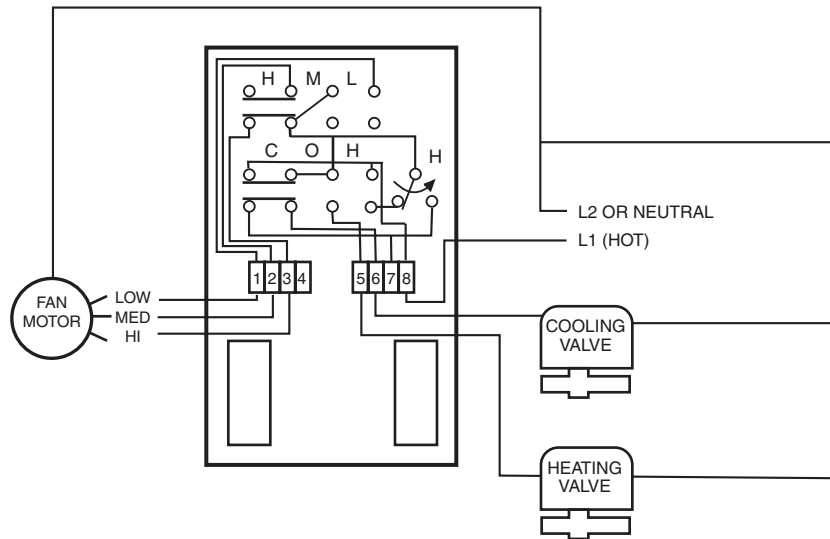 H M L
C O H
H
L2 OR NEUTRAL
L1 (HOT)
1 2 3 4
5 6 7 8
FAN
MOTOR
LOW
MED
HI
COOLING
VALVE
HEATING
VALVE